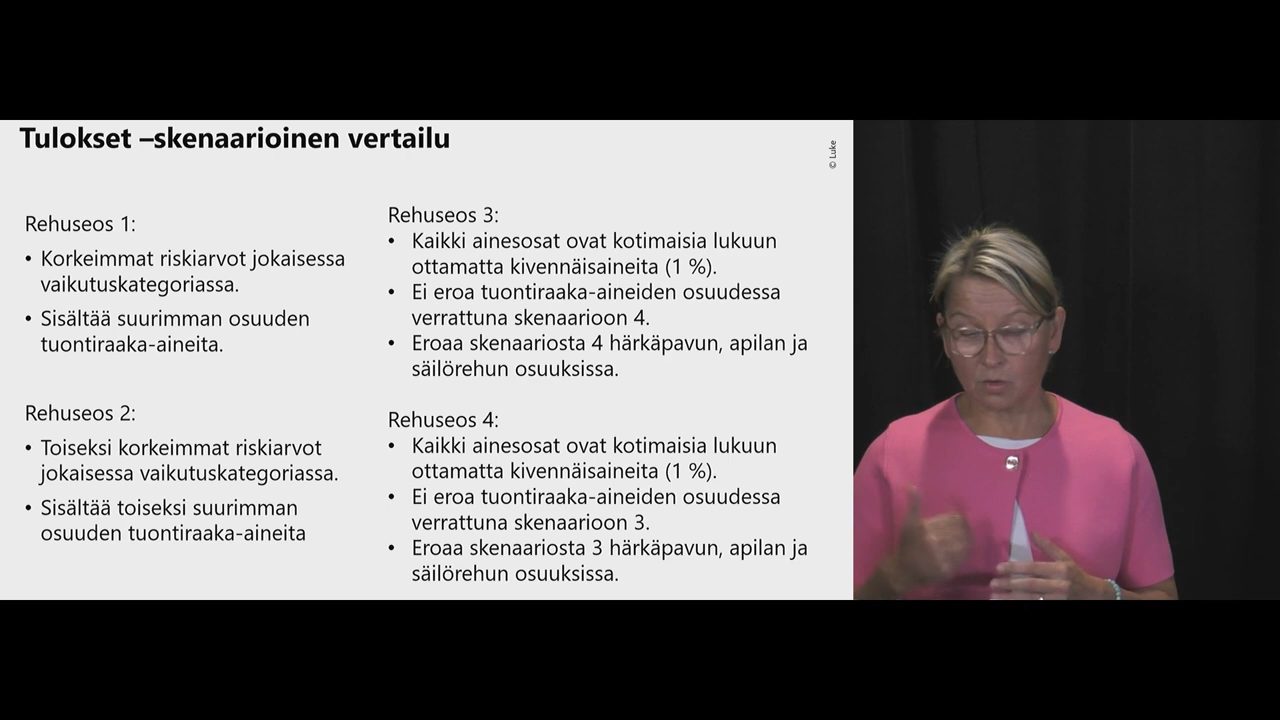 Tulokset –skenaarioinen vertailu
© Luke
Rehuseos 1:
• Korkeimmat riskiarvot jokaisessa
vaikutuskategoriassa.
• Sisältää suurimman osuuden
tuontiraaka-aineita.
Rehuseos 2:
• Toiseksi korkeimmat riskiarvot
jokaisessa vaikutuskategoriassa.
• Sisältää toiseksi suurimman
osuuden tuontiraaka-aineita
Rehuseos 3:
• Kaikki ainesosat ovat kotimaisia lukuun
ottamatta kivennäisaineita (1 %).
• Ei eroa tuontiraaka-aineiden osuudessa
verrattuna skenaarioon 4.
• Eroaa skenaariosta 4 härkäpavun, apilan ja
säilörehun osuuksissa.
Rehuseos 4:
• Kaikki ainesosat ovat kotimaisia lukuun
ottamatta kivennäisaineita (1 %).
• Ei eroa tuontiraaka-aineiden osuudessa
verrattuna skenaarioon 3.
• Eroaa skenaariosta 3 härkäpavun, apilan ja
säilörehun osuuksissa.